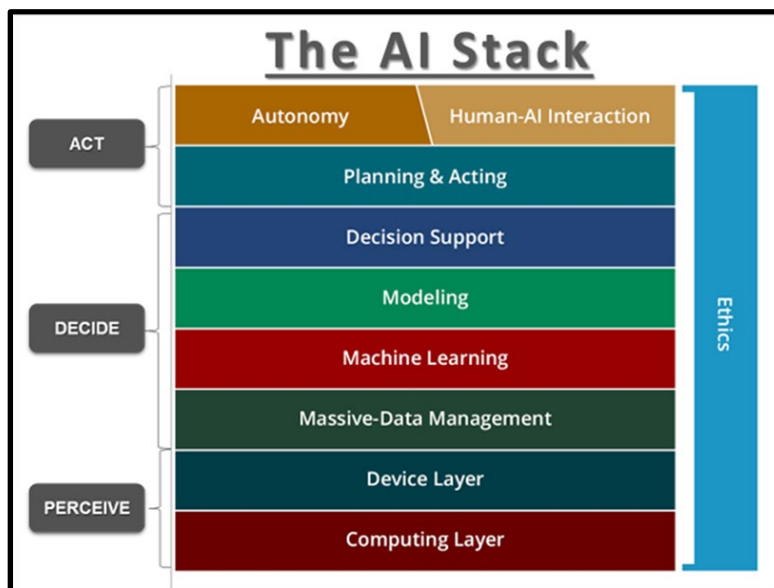 The AI Stack
ACT
Autonomy
Human-AI Interaction
Planning & Acting
DECIDE
Decision Support
Modeling
Machine Learning
Massive-Data Management
PERCEIVE
Device Layer
Computing Layer
Ethics